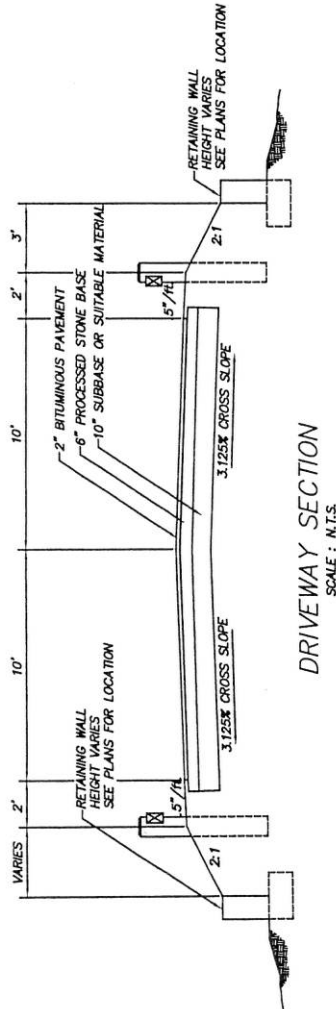 VARIES
2'
10'
10'
2'
3'
RETAINING WALL
HEIGHT VARIES
SEE PLANS FOR LOCATION
2" BITUMINOUS PAVEMENT
6" PROCESSED STONE BASE
10" SUBBASE OR SUITABLE MATERIAL
RETAINING WALL
HEIGHT VARIES
SEE PLANS FOR LOCATION
.5"/ft.
.5"/ft.
2:1
2:1
3.125% CROSS SLOPE
3.125% CROSS SLOPE
DRIVEWAY SECTION
SCALE : N.T.S.